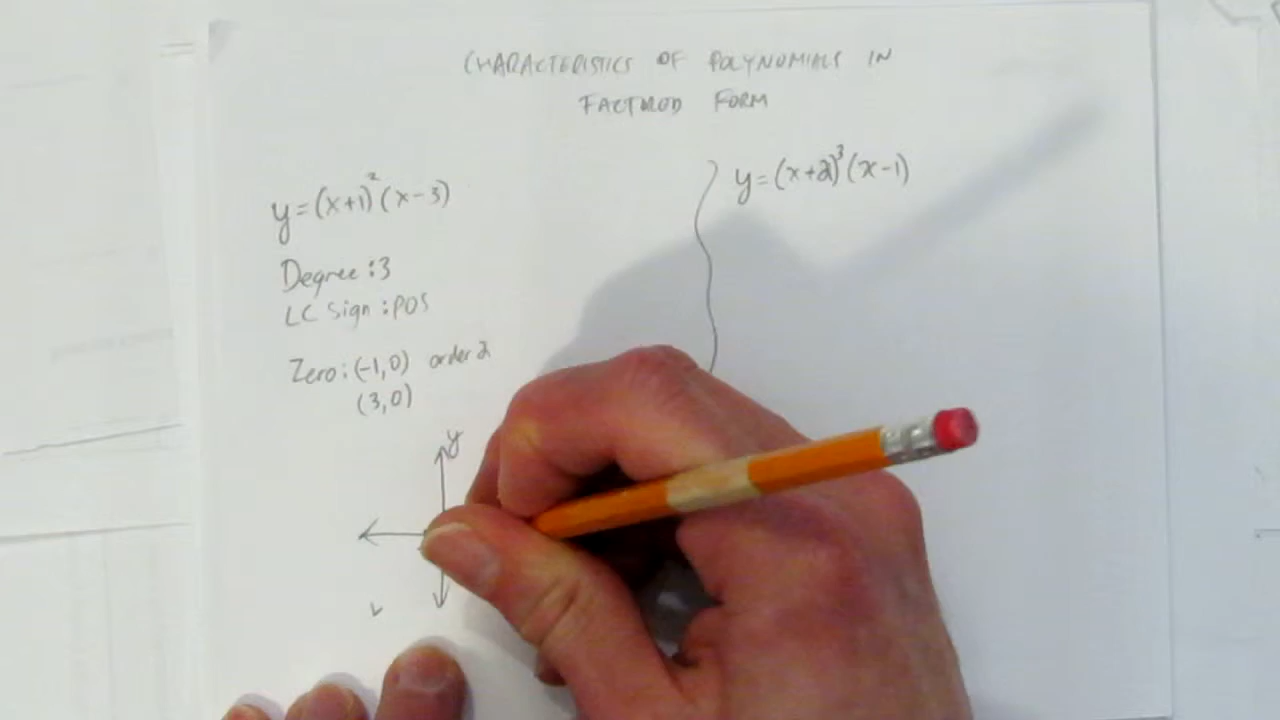 CHARACTERISTICS OF POLYNOMIALS IN
FACTORED FORM
y=(x+1)²(x-3)
Degree:3
LC Sign:POS
Zero:(-1,0) order 2
(3,0)
y
y=(x+2)³(x-1)